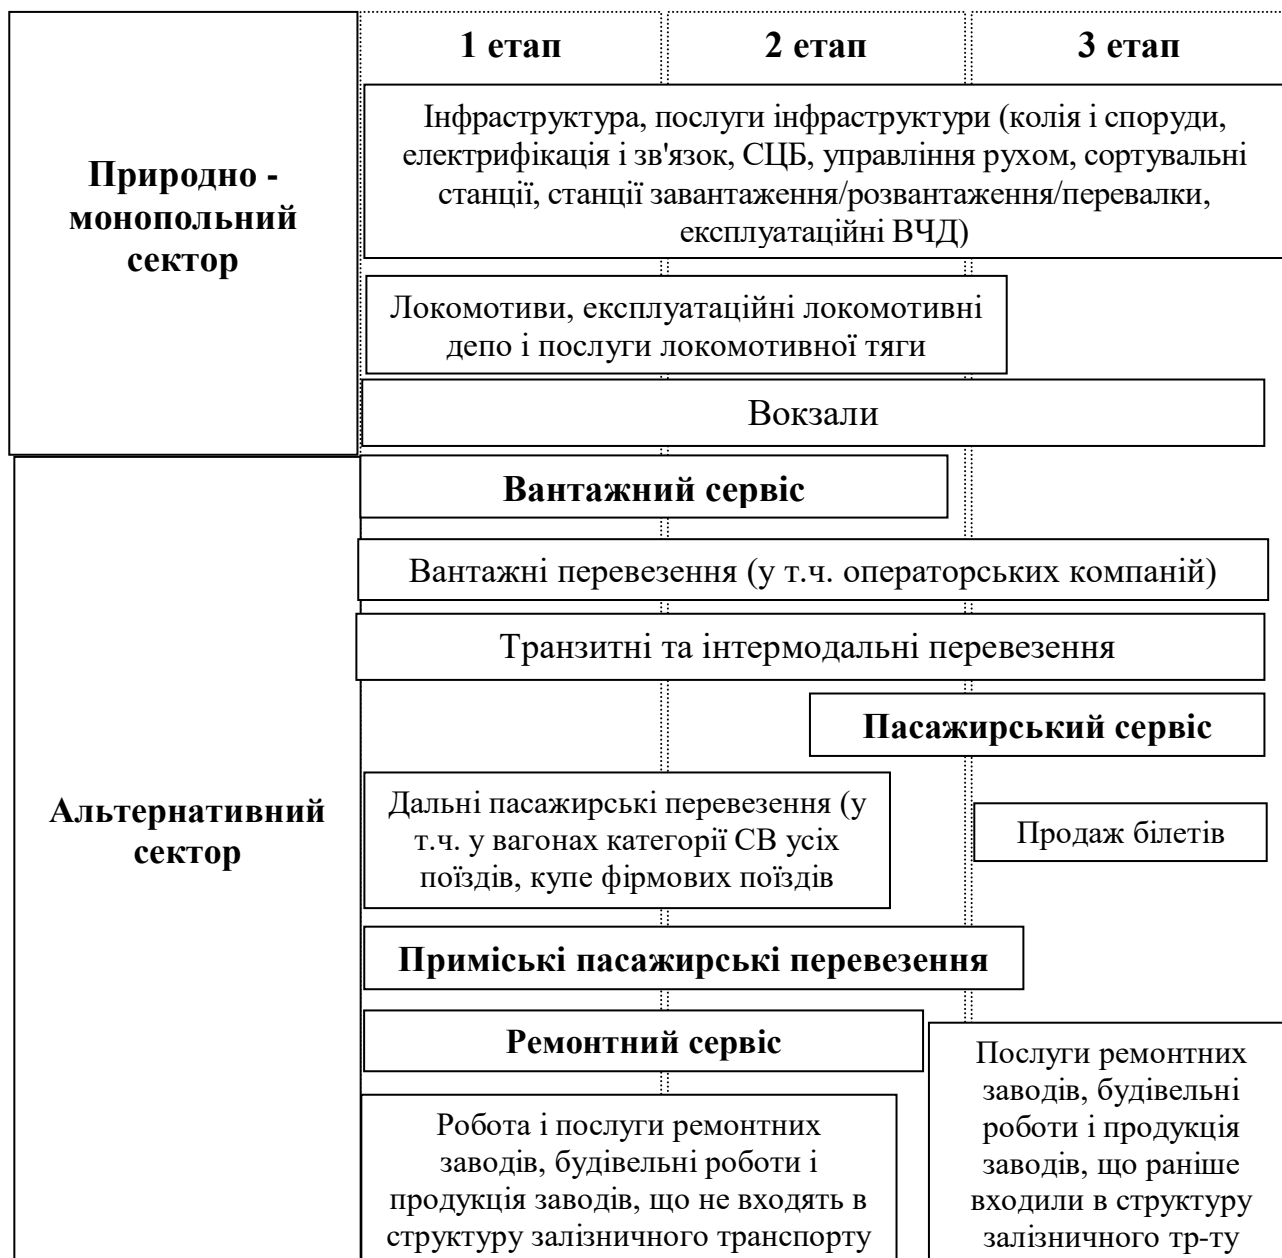 1 етап
2 етап
3 етап
Природно -
монопольний
сектор
Інфраструктура, послуги інфраструктури (колія і споруди,
електрифікація і зв'язок, СЦБ, управління рухом, сортувальні
станції, станції завантаження/розвантаження/перевалки,
експлуатаційні ВЧД)
Локомотиви, експлуатаційні локомотивні
депо і послуги локомотивної тяги
Вокзали
Альтернативний
сектор
Вантажний сервіс
Вантажні перевезення (у т.ч. операторських компаній)
Транзитні та інтермодальні перевезення
Пасажирський сервіс
Дальні пасажирські перевезення (у
т.ч. у вагонах категорії СВ усіх
поїздів, купе фірмових поїздів
Продаж білетів
Приміські пасажирські перевезення
Ремонтний сервіс
Робота і послуги ремонтних
заводів, будівельні роботи і
продукція заводів, що не входять в
структуру залізничного транспорту
Послуги ремонтних
заводів, будівельні
роботи і продукція
заводів, що раніше
входили в структуру
залізничного тр-ту